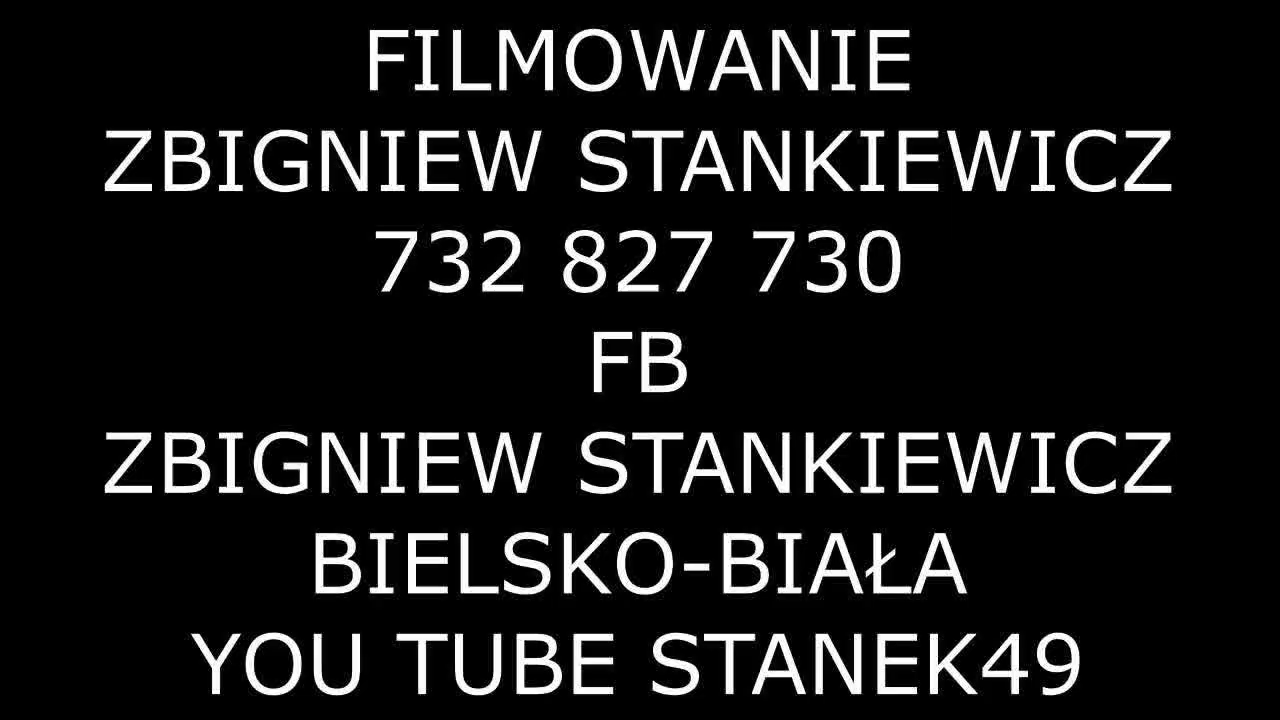 FILMOWANIE
ZBIGNIEW STANKIEWICZ
732 827 730
FB
ZBIGNIEW STANKIEWICZ
BIELSKO-BIAŁA
YOU TUBE STANEK49